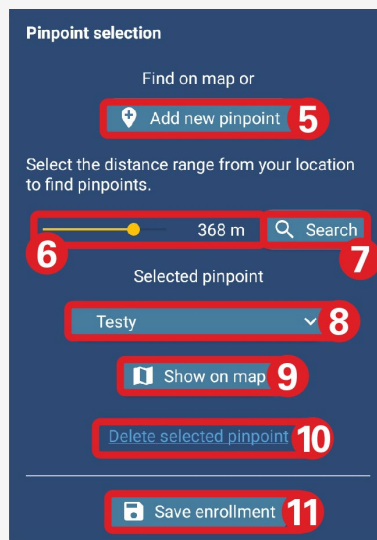 Pinpoint selection
Find on map or
Add new pinpoint 5
Select the distance range from your location
to find pinpoints.
6 368 m Search 7
Selected pinpoint
Testy 8
Show on map 9
Delete selected pinpoint 10
Save enrollment 11